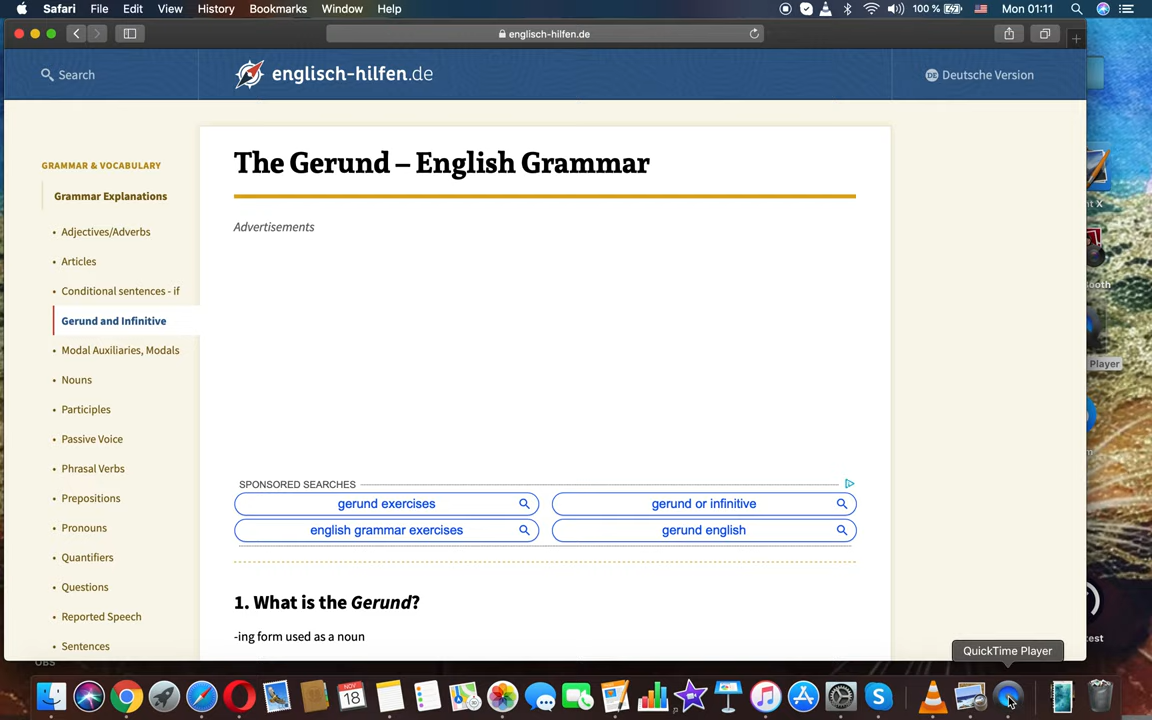 Safari File Edit View History Bookmarks Window Help 100 % Mon 01:11
englisch-hilfen.de
Search
englisch-hilfen.de
DE Deutsche Version
GRAMMAR & VOCABULARY
Grammar Explanations
• Adjectives/Adverbs
• Articles
• Conditional sentences - if
• Gerund and Infinitive
• Modal Auxiliaries, Modals
• Nouns
• Participles
• Passive Voice
• Phrasal Verbs
• Prepositions
• Pronouns
• Quantifiers
• Questions
• Reported Speech
• Sentences
The Gerund – English Grammar
Advertisements
SPONSORED SEARCHES
gerund exercises
gerund or infinitive
english grammar exercises
gerund english
1. What is the Gerund?
-ing form used as a noun
Player
OBS
QuickTime Player
NOV
18